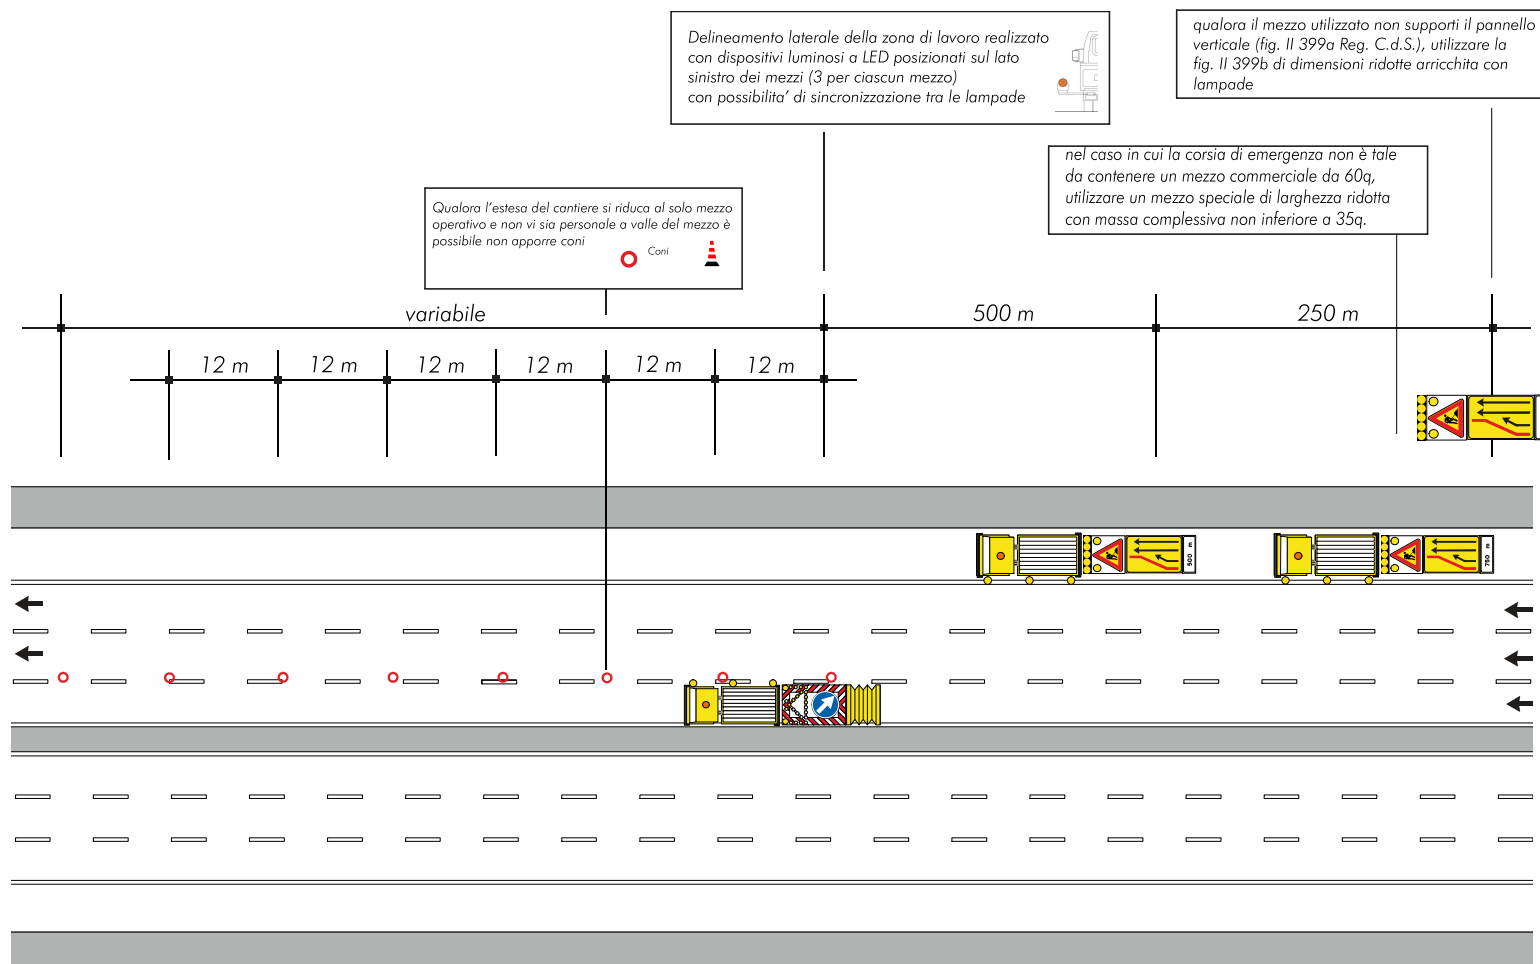 Delineamento laterale della zona di lavoro realizzato
con dispositivi luminosi a LED posizionati sul lato
sinistro dei mezzi (3 per ciascun mezzo)
con possibilita' di sincronizzazione tra le lampade
qualora il mezzo utilizzato non supporti il pannello
verticale (fig. II 399a Reg. C.d.S.), utilizzare la
fig. II 399b di dimensioni ridotte arricchita con
lampade
nel caso in cui la corsia di emergenza non è tale
da contenere un mezzo commerciale da 60q,
utilizzare un mezzo speciale di larghezza ridotta
con massa complessiva non inferiore a 35q.
Qualora l'estesa del cantiere si riduca al solo mezzo
operativo e non vi sia personale a valle del mezzo è
possibile non apporre coni
Coni
variabile
500 m
250 m
12 m
12 m
12 m
12 m
12 m
12 m
500 m
750 m